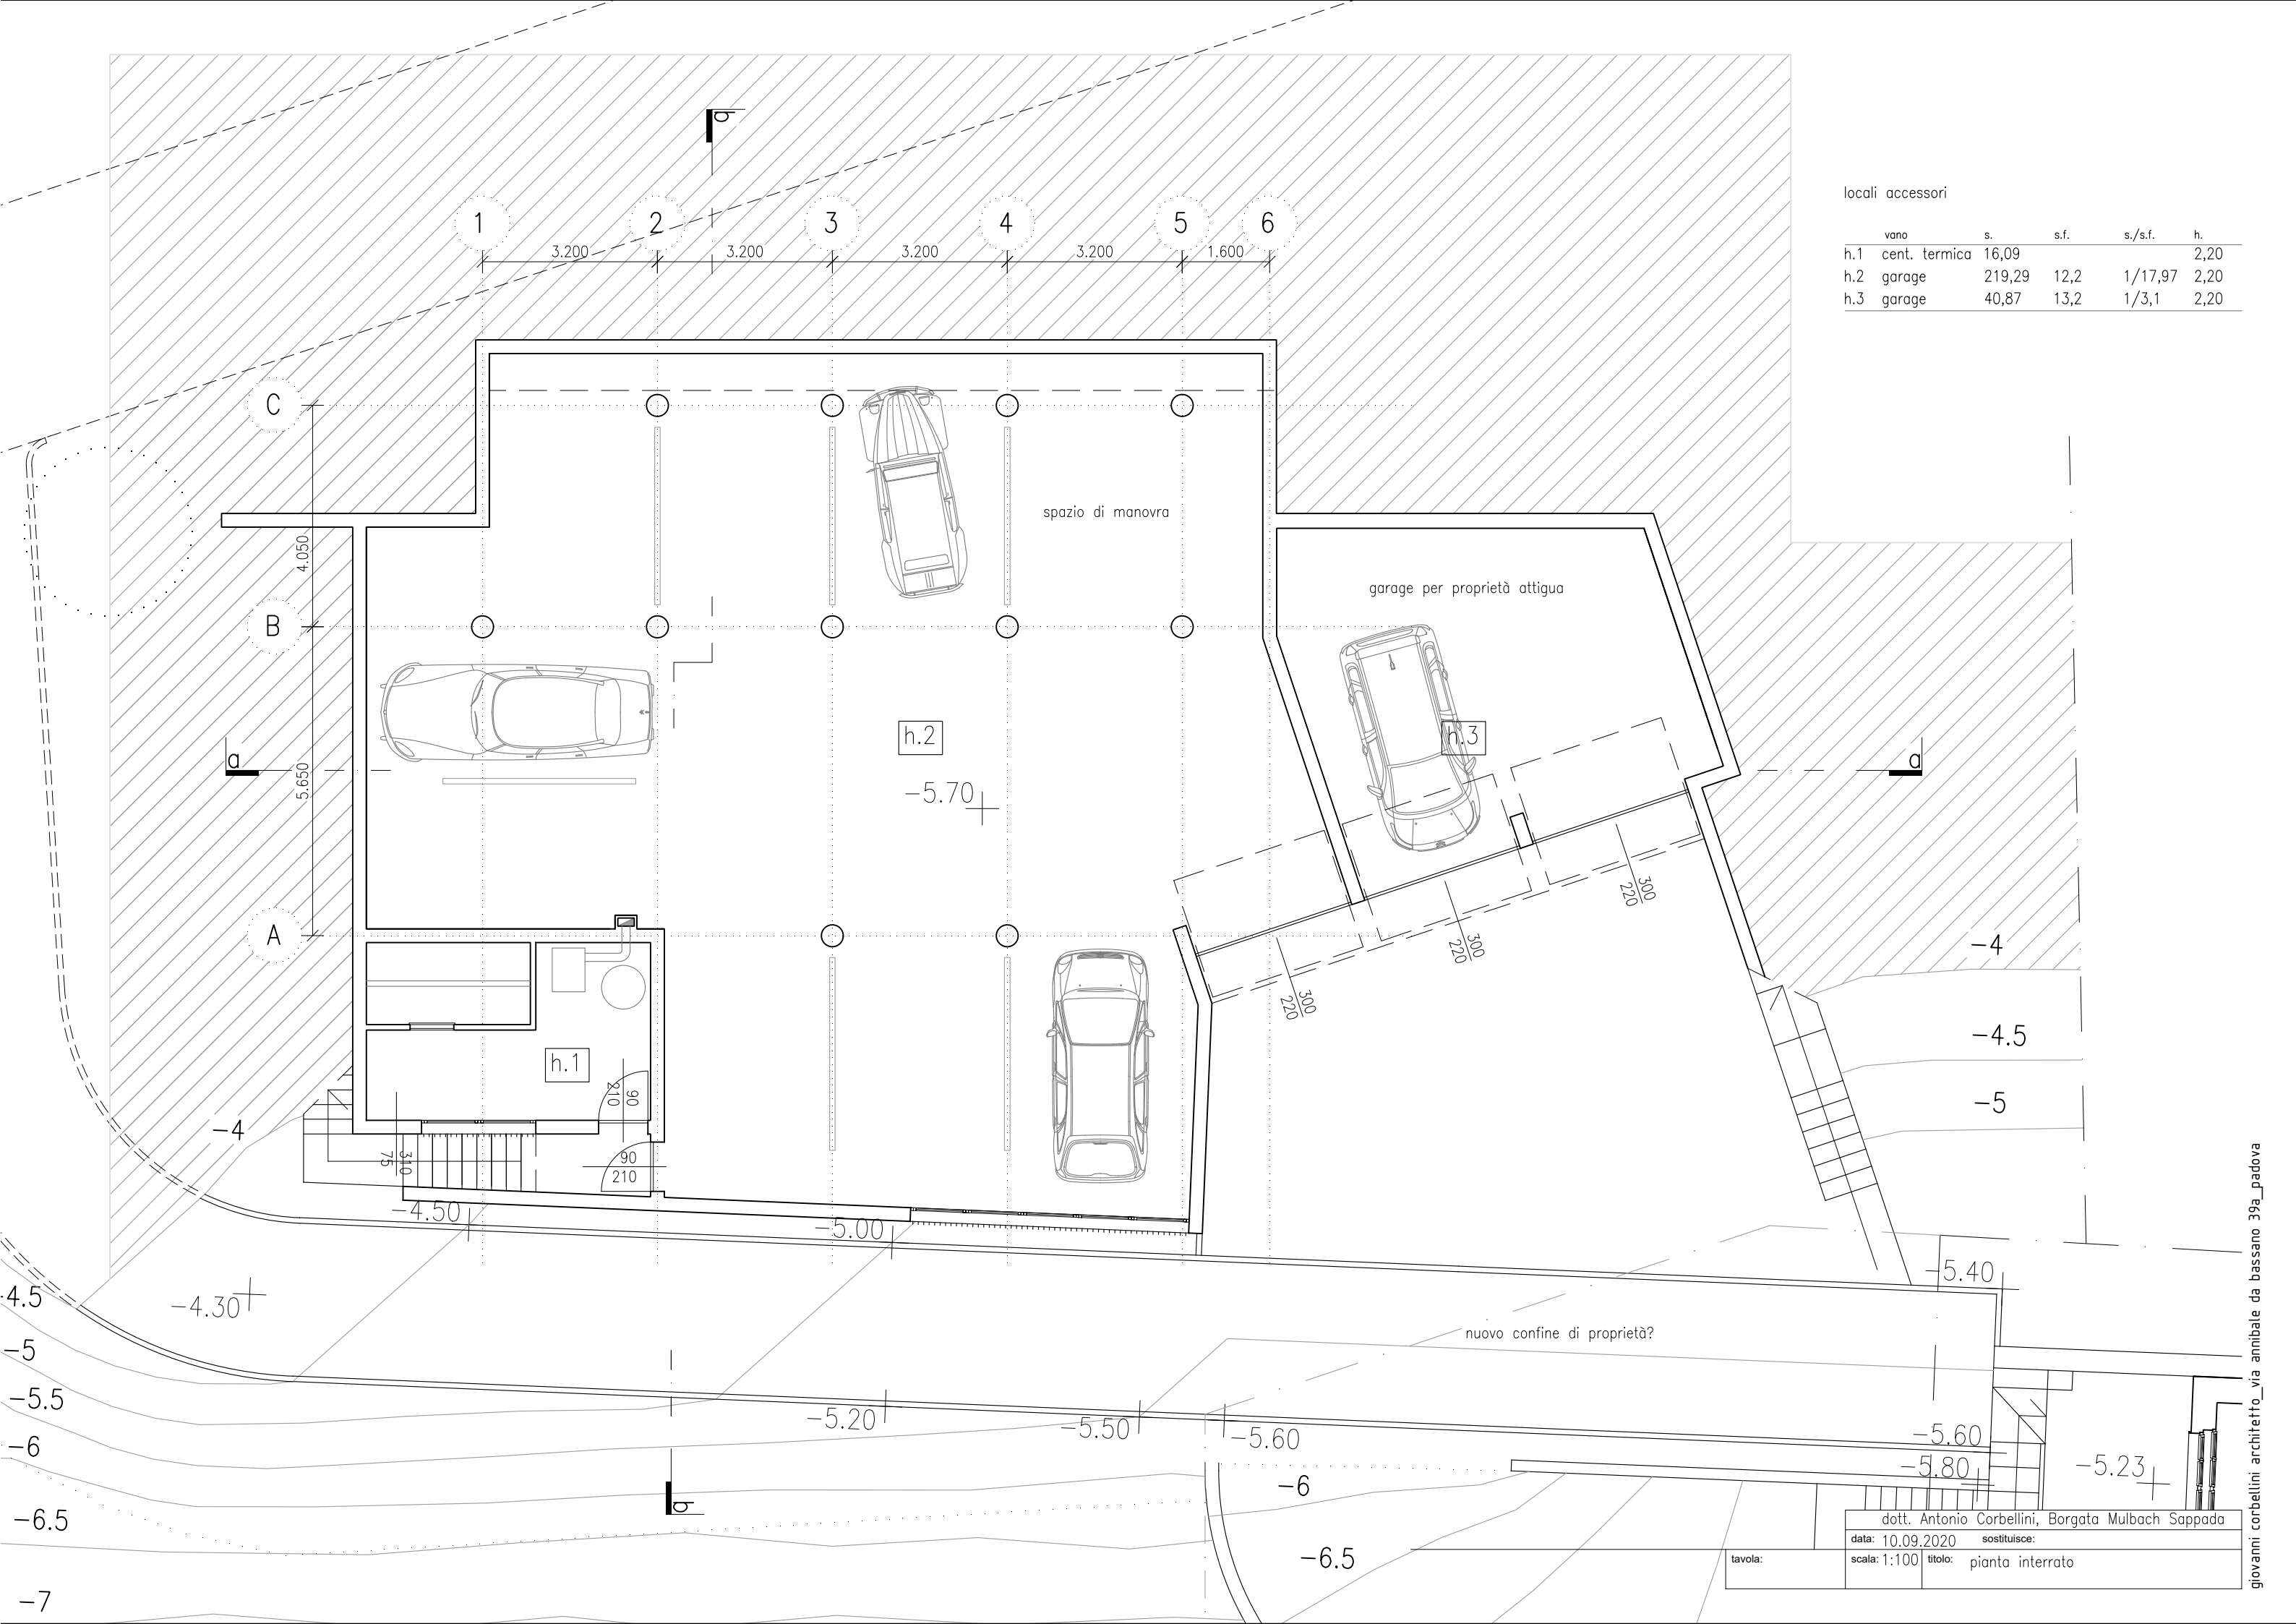 b
1 2 3 4 5 6
3.200 3.200 3.200 3.200 1.600
locali accessori
vano s. s.f. s./s.f. h.
h.1 cent. termica 16,09 2,20
h.2 garage 219,29 12,2 1/17,97 2,20
h.3 garage 40,87 13,2 1/3,1 2,20
C
spazio di manovra
4.050
garage per proprietà attigua
B
h.2
h.3
a
a
5.650
-5.70
300
220
300
220
300
220
A
-4
-4.5
-5
h.1
90
210
-4
310
75
90
210
-4.50
-5.00
-5.40
-4.30
-4.5
nuovo confine di proprietà?
-5
-5.5
-5.20
-5.50
-5.60
-5.60
-6
-5.80
-5.23
-6
b
-6.5
-6.5
-7
dott. Antonio Corbellini, Borgata Mulbach Sappada
data: 10.09.2020 sostituisce:
tavola: scala: 1:100 titolo: pianta interrato
giovanni corbellini architetto_via annibale da bassano 39a_padova